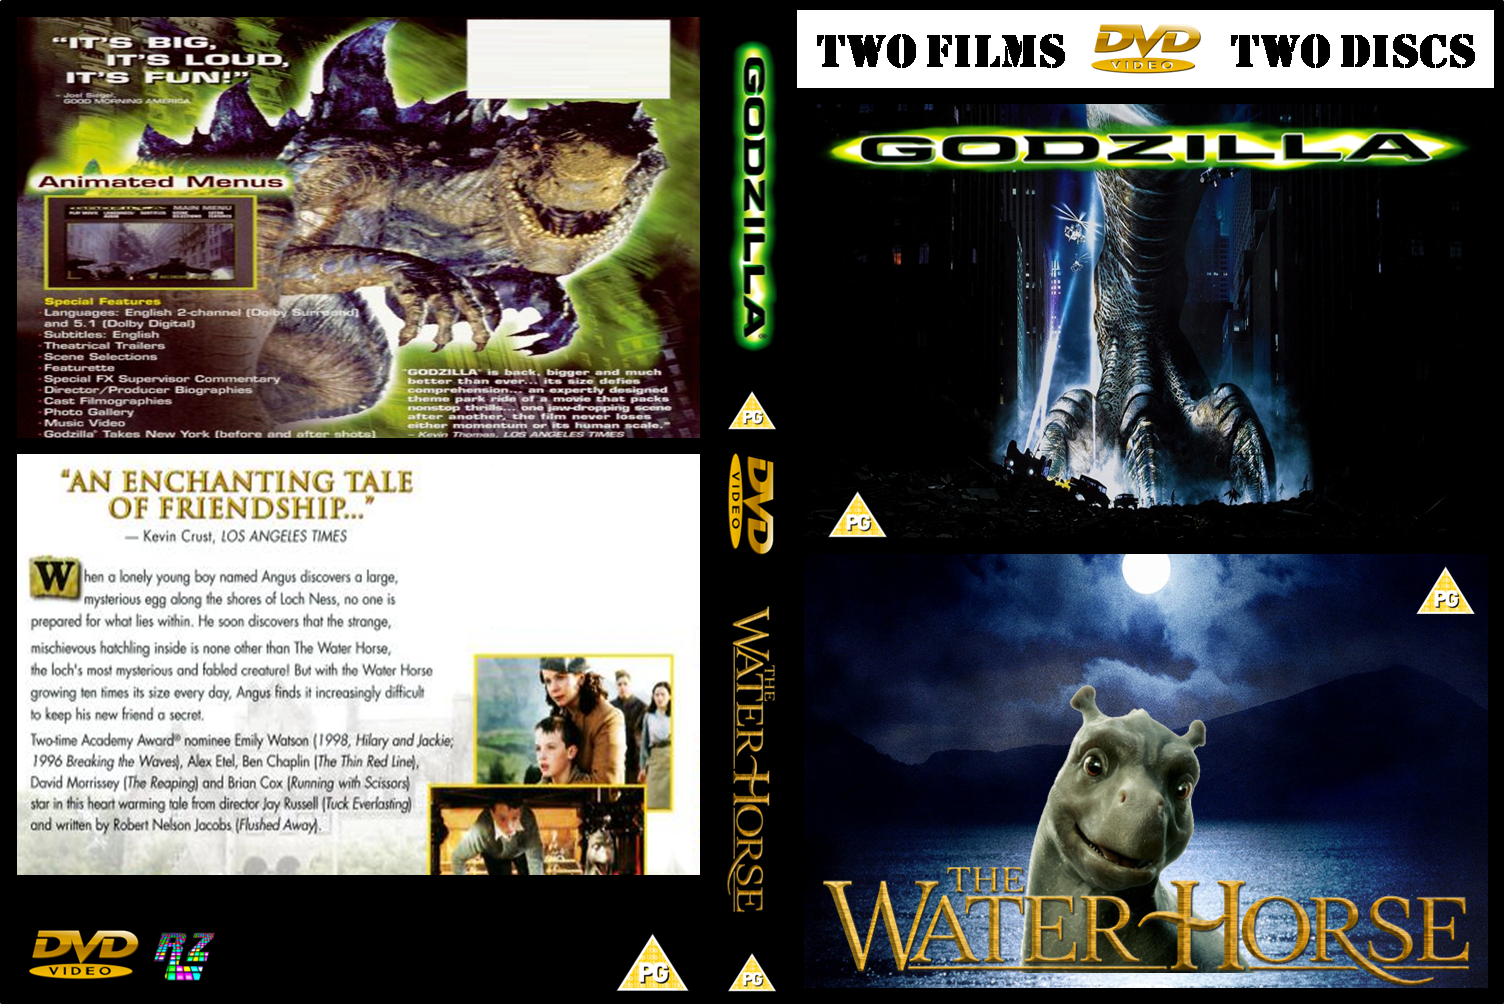 “IT'S BIG,
IT'S LOUD,
IT'S FUN!”
– Joel Siegel,
GOOD MORNING AMERICA
Animated Menus
MAIN MENU
PLAY MOVIE
LANGUAGES/
AUDIO
SUBTITLES
SCENE
SELECTIONS
EXTRA
FEATURES
Special Features
· Languages: English 2-channel (Dolby Surround)
and 5.1 (Dolby Digital)
· Subtitles: English
· Theatrical Trailers
· Scene Selections
· Featurette
· Special FX Supervisor Commentary
· Director/Producer Biographies
· Cast Filmographies
· Photo Gallery
· Music Video
· Godzilla® Takes New York (before and after shots)
“GODZILLA® is back, bigger and much
better than ever... its size defies
comprehension... an expertly designed
theme park ride of a movie that packs
nonstop thrills... one jaw-dropping scene
after another, the film never loses
either momentum or its human scale.”
– Kevin Thomas, LOS ANGELES TIMES
“AN ENCHANTING TALE
OF FRIENDSHIP...”
— Kevin Crust, LOS ANGELES TIMES
When a lonely young boy named Angus discovers a large,
mysterious egg along the shores of Loch Ness, no one is
prepared for what lies within. He soon discovers that the strange,
mischievous hatchling inside is none other than The Water Horse,
the loch's most mysterious and fabled creature! But with the Water Horse
growing ten times its size every day, Angus finds it increasingly difficult
to keep his new friend a secret.
Two-time Academy Award® nominee Emily Watson (1998, Hilary and Jackie;
1996 Breaking the Waves), Alex Etel, Ben Chaplin (The Thin Red Line),
David Morrissey (The Reaping) and Brian Cox (Running with Scissors)
star in this heart warming tale from director Jay Russell (Tuck Everlasting)
and written by Robert Nelson Jacobs (Flushed Away).
DVD
VIDEO
PG
GODZILLA®
PG
DVD
VIDEO
THE
WATER HORSE
PG
TWO FILMS
DVD
VIDEO
TWO DISCS
GODZILLA
PG
PG
THE
WATER HORSE